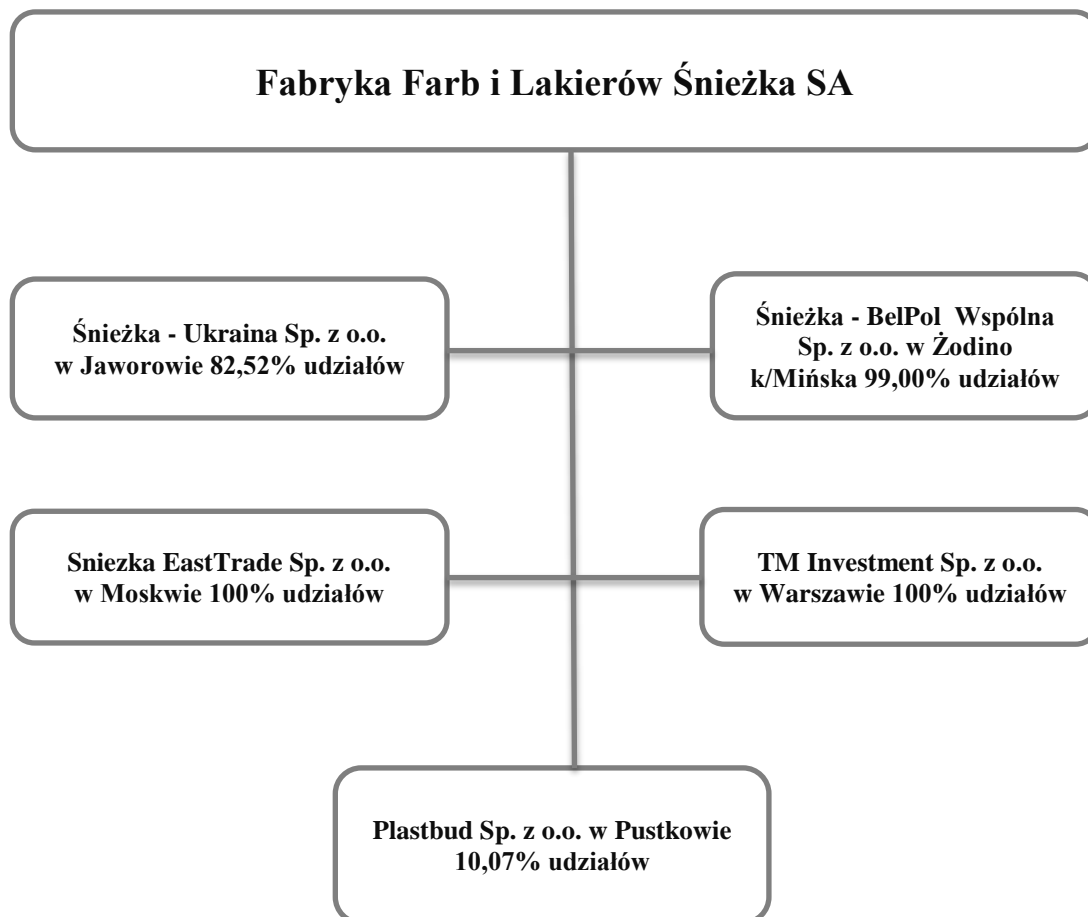 Fabryka Farb i Lakierów Śnieżka SA
Śnieżka - Ukraina Sp. z o.o.
w Jaworowie 82,52% udziałów
Śnieżka - BelPol Wspólna
Sp. z o.o. w Żodino
k/Mińska 99,00% udziałów
Sniezka EastTrade Sp. z o.o.
w Moskwie 100% udziałów
TM Investment Sp. z o.o.
w Warszawie 100% udziałów
Plastbud Sp. z o.o. w Pustkowie
10,07% udziałów